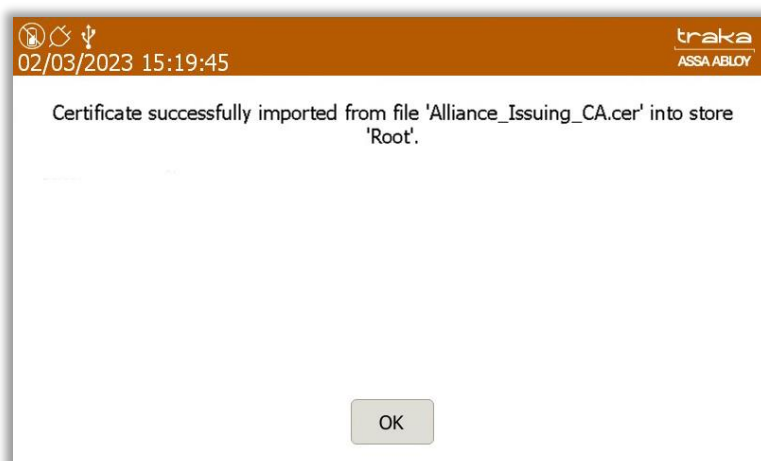 traka
02/03/2023 15:19:45
ASSA ABLOY
Certificate successfully imported from file 'Alliance_Issuing_CA.cer' into store
'Root'.
OK